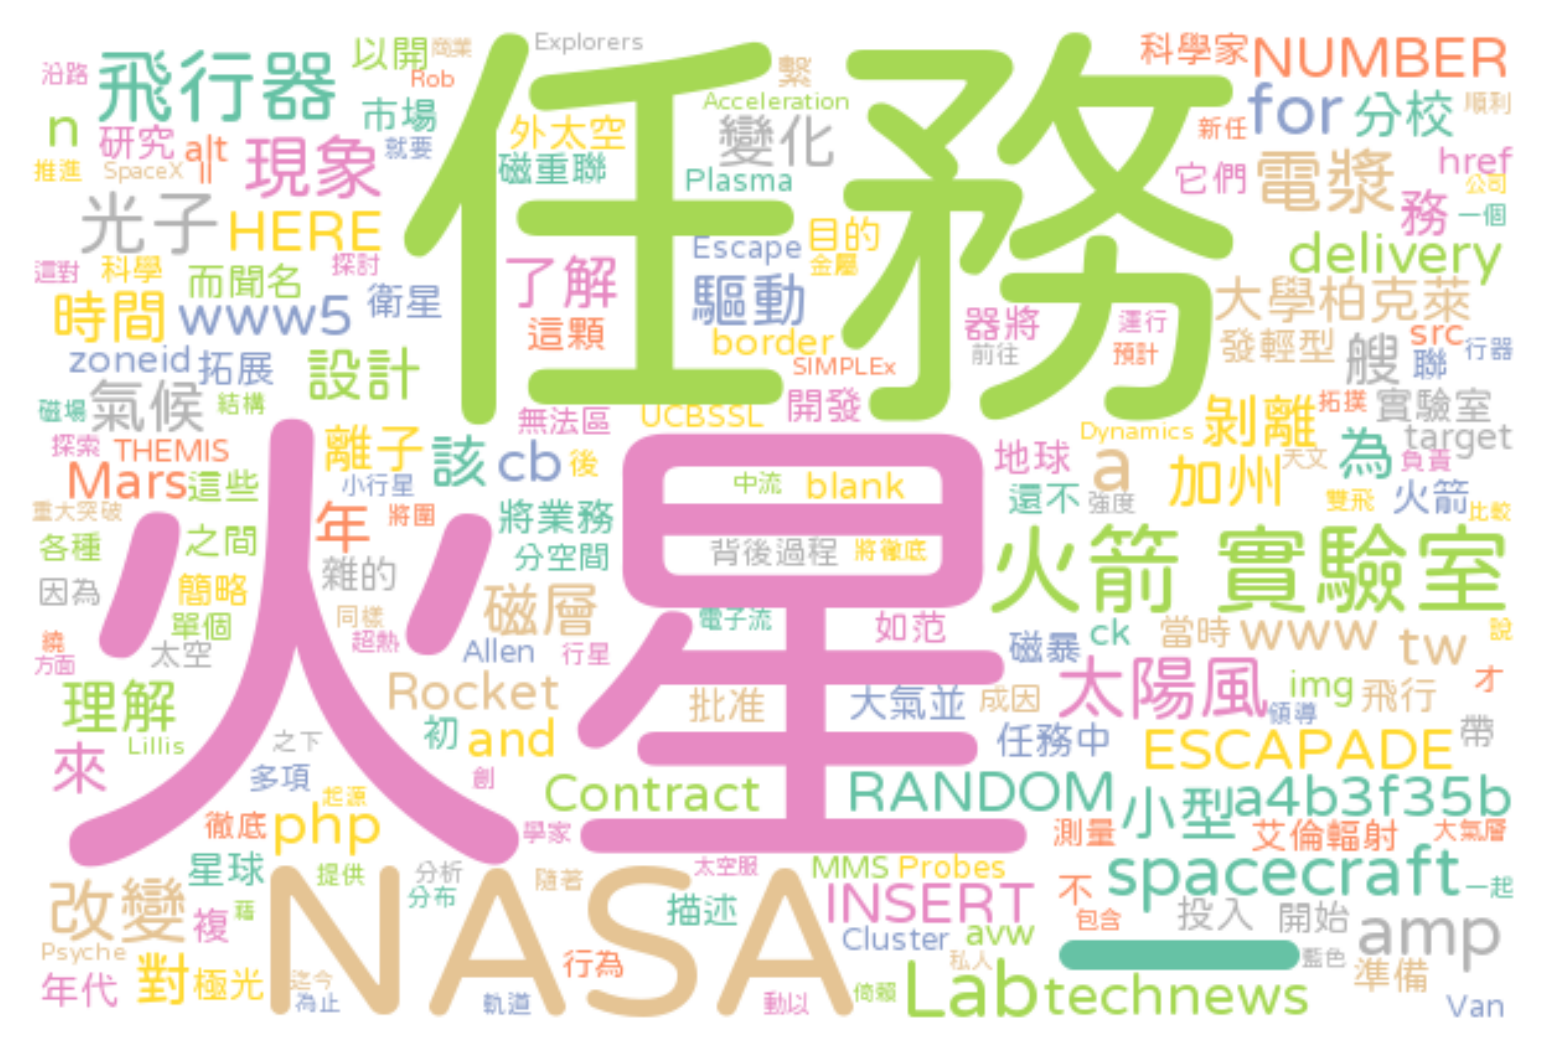 沿路 飛行器 以開 商業 Explorers 科學家 NUMBER
Rob 繫
n 市場 Acceleration for 分校 順利
研究 alt 現象 就要 外太空 變化 任務 新任
推進 SpaceX ll 磁重聯 Plasma 它們 電漿 href 公司
光子 HERE Escape 目的 務 一個
這對 科學 而聞名 探討 了解 金屬 delivery
時間 www5 衛星 這顆 驅動 器將 運行 大學柏克萊
zoneid 拓展 設計 border 前往 預計 發輕型 艘 src 聯 行器
SIMPLEx
磁場 氣候 結構 無法區 UCBSSL 開發 剝離 拓撲 實驗室
探索 THEMIS 離子 該 cb 後 地球 Dynamics 天文 為 target 負責
Mars 這些 小行星 中流 blank a 加州
重大突破 年 將圍 將業務 還不 強度 雙飛 火箭 比較
各種 之間 分空間 背後過程 將徹底 火箭 實驗室
火星
因為 簡略 雜的 磁層
繞 單個 同樣 電子流 如范 磁暴 ck 當時 www tw 說
方面 太空 超熱 Allen 行星
理解 Rocket 批准 大氣並 成因 太陽風 img 飛行 才
領導
來 Lillis 之下 初 and 任務中 ESCAPADE 帶
多項 創 Contract RANDOM 小型 a4b3f35b
徹底 起源 php 學家 測量 艾倫輻射 大氣層
星球 提供 分析 太空服 MMS Probes spacecraft 一起
改變 複 藉 NASA 分布 隨著 描述 INSERT 不 包含 投入 開始 amp
Psyche Cluster avw
年代 對 極光 迄今 行為 私人 藍色 準備
為止 軌道 動以 倚賴 Lab technews Van